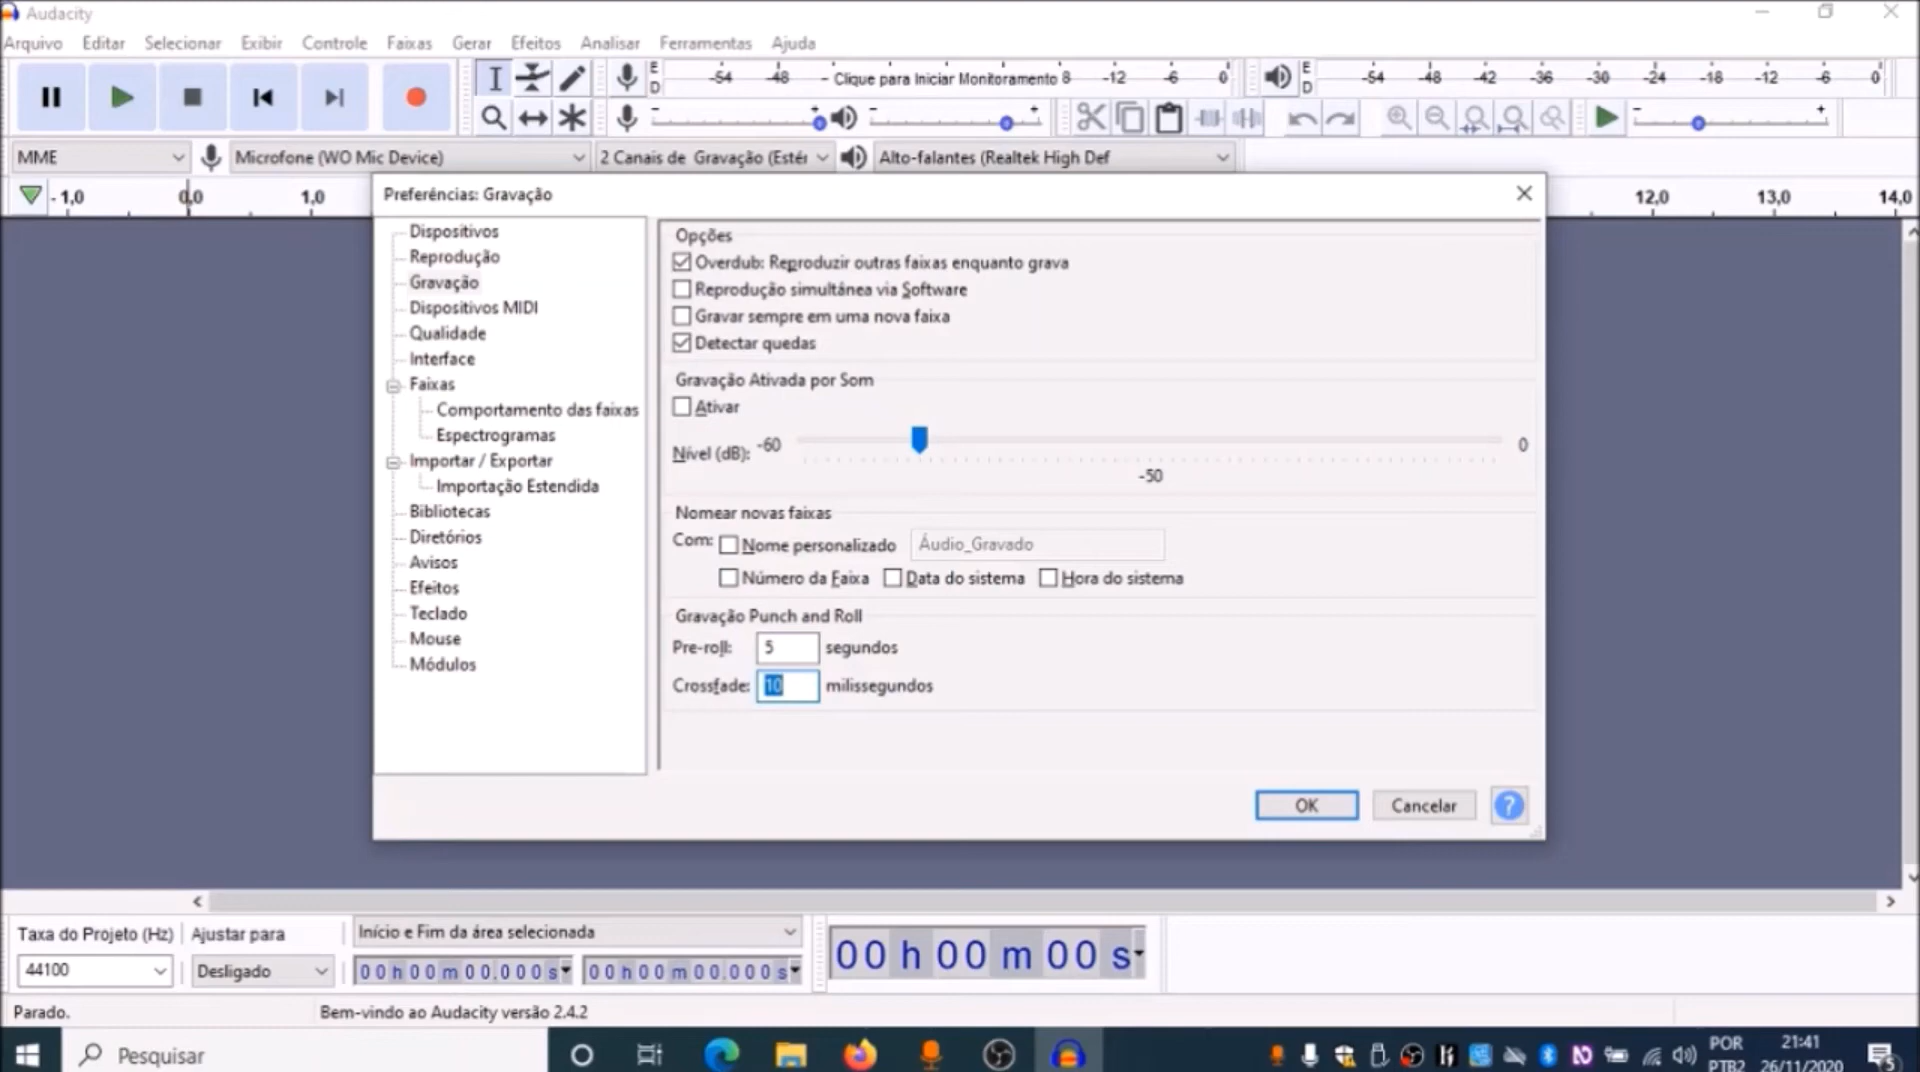 Audacity
Arquivo Editar Selecionar Exibir Controle Faixas Gerar Efeitos Analisar Ferramentas Ajuda
E D -54 -48 - Clique para Iniciar Monitoramento 8 -12 -6 0 E D -54 -48 -42 -36 -30 -24 -18 -12 -6 0
- + - + - +
MME Microfone (WO Mic Device) 2 Canais de Gravação (Estér Alto-falantes (Realtek High Def
-1,0 0,0 1,0 12,0 13,0 14,0
Preferências: Gravação
Dispositivos
Reprodução
Gravação
Dispositivos MIDI
Qualidade
Interface
Faixas
Comportamento das faixas
Espectrogramas
Importar / Exportar
Importação Estendida
Bibliotecas
Diretórios
Avisos
Efeitos
Teclado
Mouse
Módulos
Opções
Overdub: Reproduzir outras faixas enquanto grava
Reprodução simultânea via Software
Gravar sempre em uma nova faixa
Detectar quedas
Gravação Ativada por Som
Ativar
Nível (dB): -60 0
-50
Nomear novas faixas
Com: Nome personalizado Áudio_Gravado
Número da Faixa Data do sistema Hora do sistema
Gravação Punch and Roll
Pre-roll: 5 segundos
Crossfade: 10 milissegundos
OK Cancelar ?
Taxa do Projeto (Hz) Ajustar para Início e Fim da área selecionada
44100 Desligado 00h00m00.000s 00h00m00.000s 00 h 00 m 00 s
Parado. Bem-vindo ao Audacity versão 2.4.2
Pesquisar POR 21:41
PTB2 26/11/2020 5